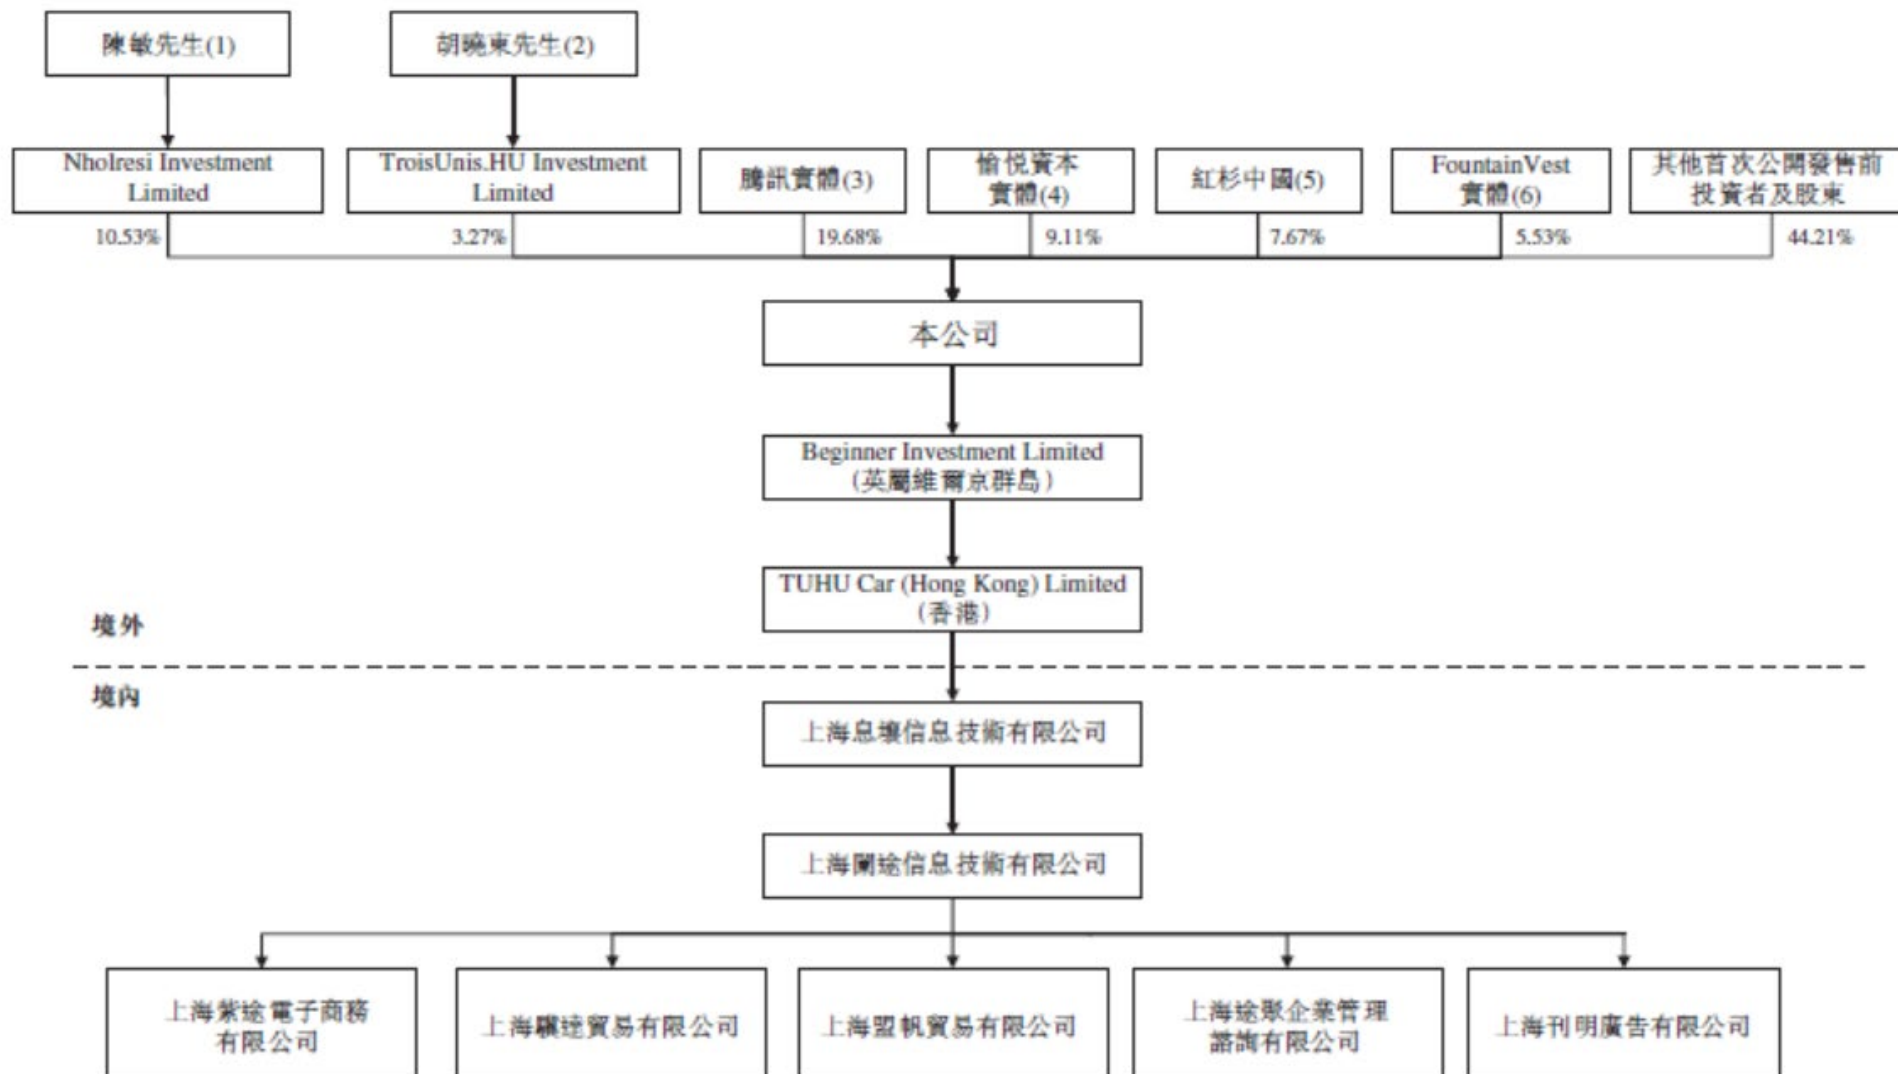 陳敏先生(1)
胡曉東先生(2)
Nholresi Investment
Limited
TroisUnis.HU Investment
Limited
騰訊實體(3)
愉悅資本
實體(4)
紅杉中國(5)
FountainVest
實體(6)
其他首次公開發售前
投資者及股東
10.53%
3.27%
19.68%
9.11%
7.67%
5.53%
44.21%
本公司
Beginner Investment Limited
(英屬維爾京群島)
TUHU Car (Hong Kong) Limited
(香港)
境外
境內
上海息壤信息技術有限公司
上海闌途信息技術有限公司
上海紫途電子商務
有限公司
上海驥達貿易有限公司
上海盟帆貿易有限公司
上海途聚企業管理
諮詢有限公司
上海刊明廣告有限公司